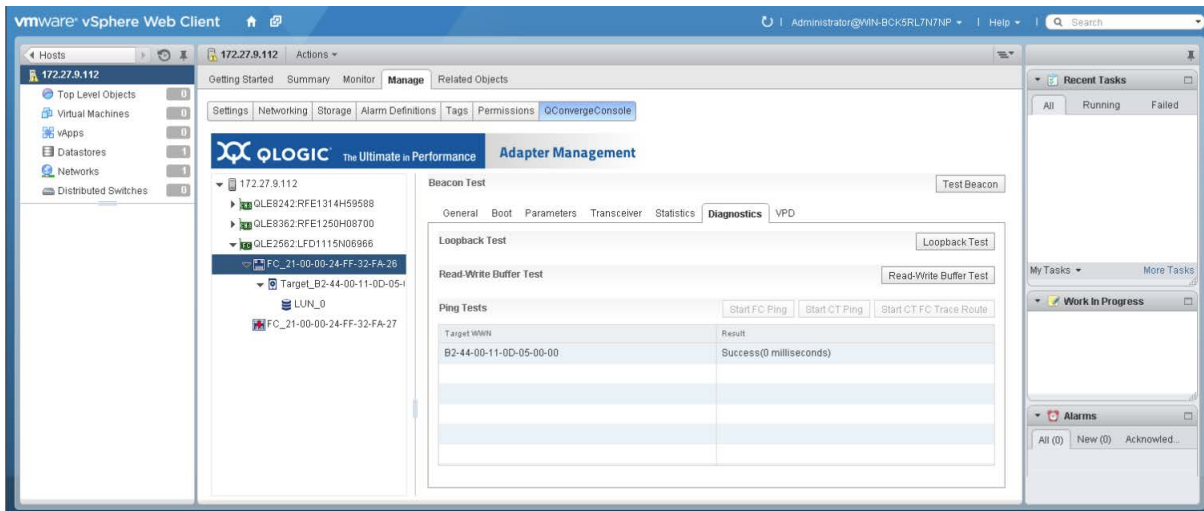 vmware® vSphere Web Client
Administrator@WIN-BCK5RL7N7NP
Help
Search
Hosts
172.27.9.112
Top Level Objects 0
Virtual Machines 0
vApps 0
Datastores 1
Networks 1
Distributed Switches 0
172.27.9.112 Actions
Getting Started Summary Monitor Manage Related Objects
Settings Networking Storage Alarm Definitions Tags Permissions QConvergeConsole
QLOGIC® The Ultimate in Performance Adapter Management
172.27.9.112
QLE8242:RFE1314H59588
QLE8362:RFE1250H08700
QLE2562:LFD1115N06966
FC_21-00-00-24-FF-32-FA-26
Target_B2-44-00-11-0D-05-
LUN_0
FC_21-00-00-24-FF-32-FA-27
Beacon Test Test Beacon
General Boot Parameters Transceiver Statistics Diagnostics VPD
Loopback Test Loopback Test
Read-Write Buffer Test Read-Write Buffer Test
Ping Tests Start FC Ping Start CT Ping Start CT FC Trace Route
Target WWN Result
B2-44-00-11-0D-05-00-00 Success(0 milliseconds)
Recent Tasks
All Running Failed
My Tasks More Tasks
Work In Progress
Alarms
All (0) New (0) Acknowled...